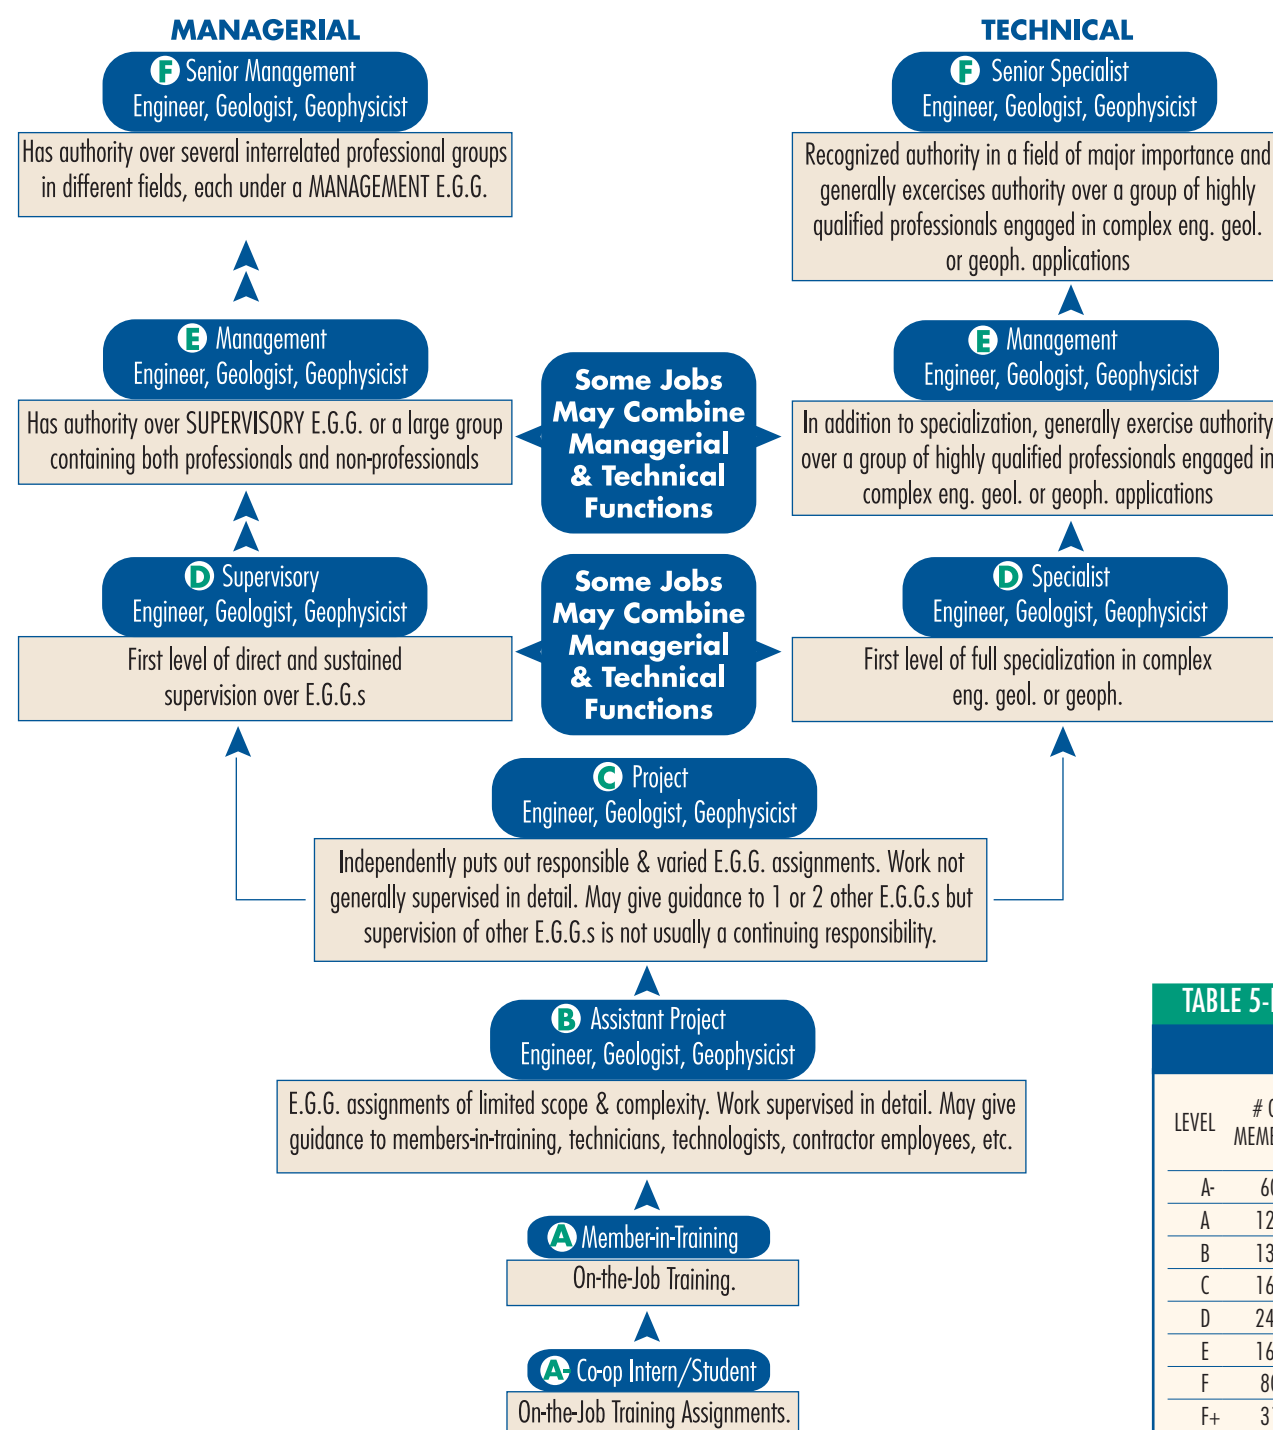 MANAGERIAL
F Senior Management
Engineer, Geologist, Geophysicist
Has authority over several interrelated professional groups
in different fields, each under a MANAGEMENT E.G.G.
E Management
Engineer, Geologist, Geophysicist
Has authority over SUPERVISORY E.G.G. or a large group
containing both professionals and non-professionals
D Supervisory
Engineer, Geologist, Geophysicist
First level of direct and sustained
supervision over E.G.G.s
Some Jobs
May Combine
Managerial
& Technical
Functions
Some Jobs
May Combine
Managerial
& Technical
Functions
TECHNICAL
F Senior Specialist
Engineer, Geologist, Geophysicist
Recognized authority in a field of major importance and
generally excercises authority over a group of highly
qualified professionals engaged in complex eng. geol.
or geoph. applications
E Management
Engineer, Geologist, Geophysicist
In addition to specialization, generally exercise authority
over a group of highly qualified professionals engaged in
complex eng. geol. or geoph. applications
D Specialist
Engineer, Geologist, Geophysicist
First level of full specialization in complex
eng. geol. or geoph.
C Project
Engineer, Geologist, Geophysicist
Independently puts out responsible & varied E.G.G. assignments. Work not
generally supervised in detail. May give guidance to 1 or 2 other E.G.G.s but
supervision of other E.G.G.s is not usually a continuing responsibility.
B Assistant Project
Engineer, Geologist, Geophysicist
E.G.G. assignments of limited scope & complexity. Work supervised in detail. May give
guidance to members-in-training, technicians, technologists, contractor employees, etc.
A Member-in-Training
On-the-Job Training.
A- Co-op Intern/Student
On-the-Job Training Assignments.
TABLE 5-
LEVEL #
A-
A
B
C
D
E
F
F+